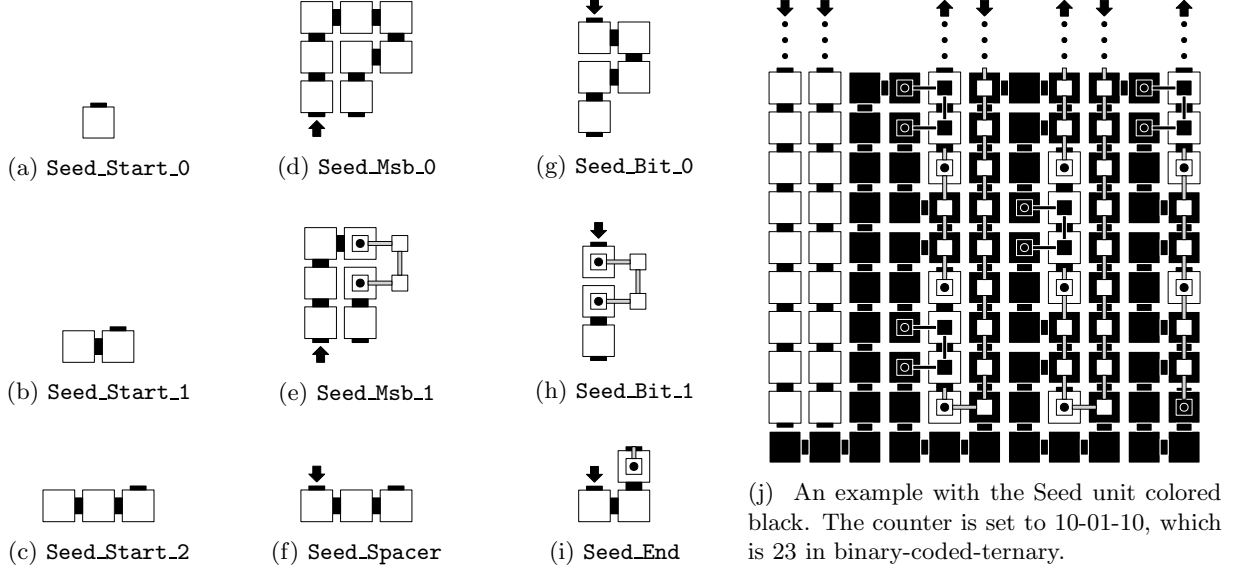 (a) Seed_Start_0
(d) Seed_Msb_0
(g) Seed_Bit_0
(b) Seed_Start_1
(e) Seed_Msb_1
(h) Seed_Bit_1
(c) Seed_Start_2
(f) Seed_Spacer
(i) Seed_End
(j) An example with the Seed unit colored
black. The counter is set to 10-01-10, which
is 23 in binary-coded-ternary.